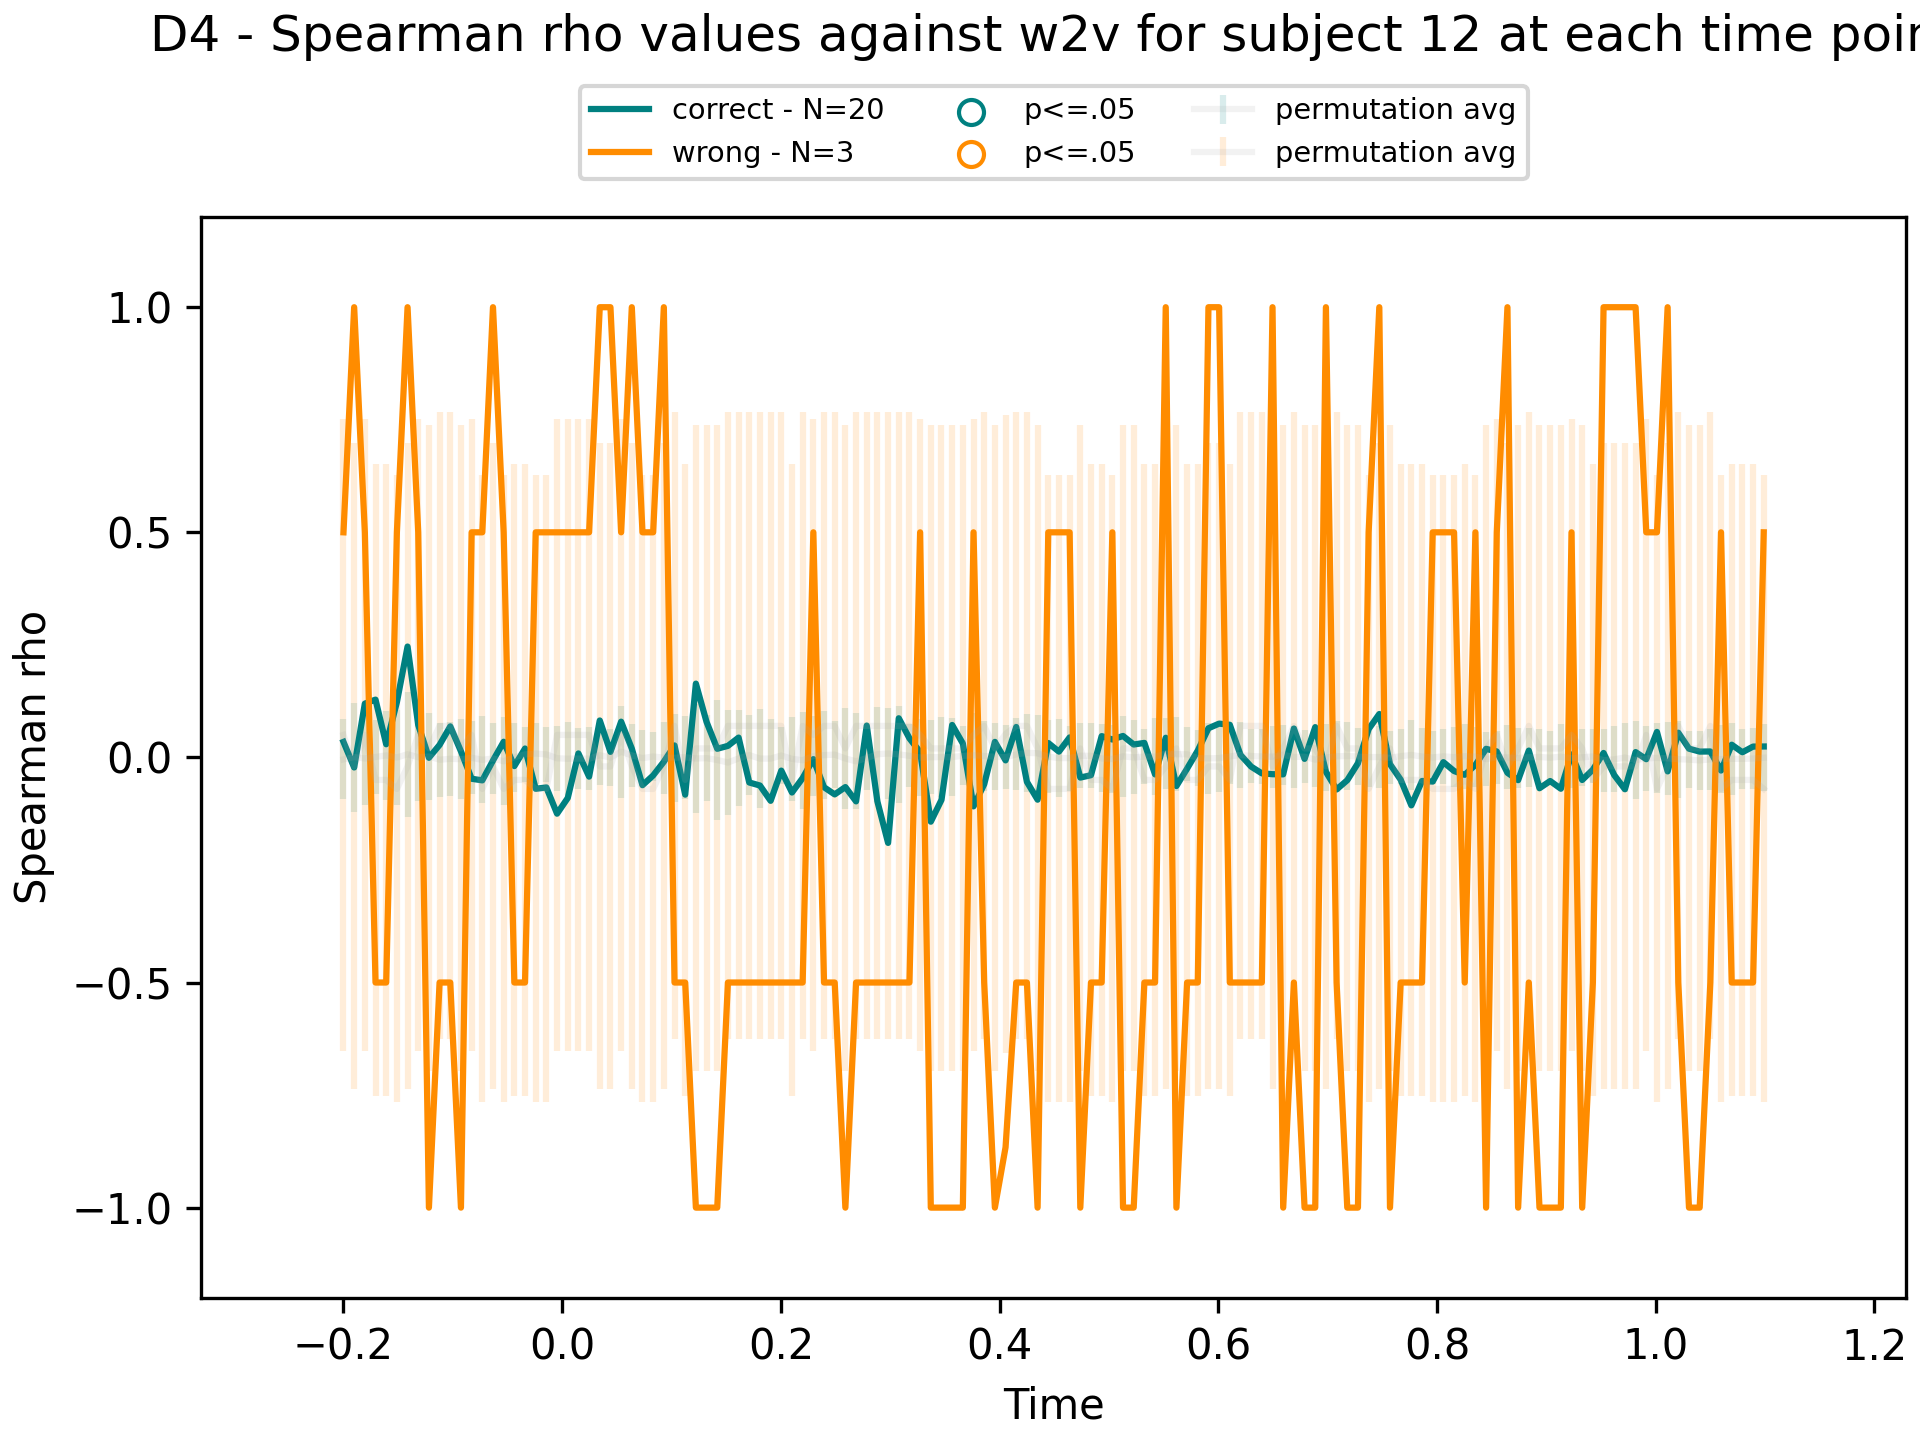 D4 - Spearman rho values against w2v for subject 12 at each time
correct - N=20 p<=.05 permutation avg
wrong - N=3 p<=.05 permutation avg
1.0
0.5
0.0
−0.5
−1.0
Spearman rho
−0.2 0.0 0.2 0.4 0.6 0.8 1.0 1.2
Time